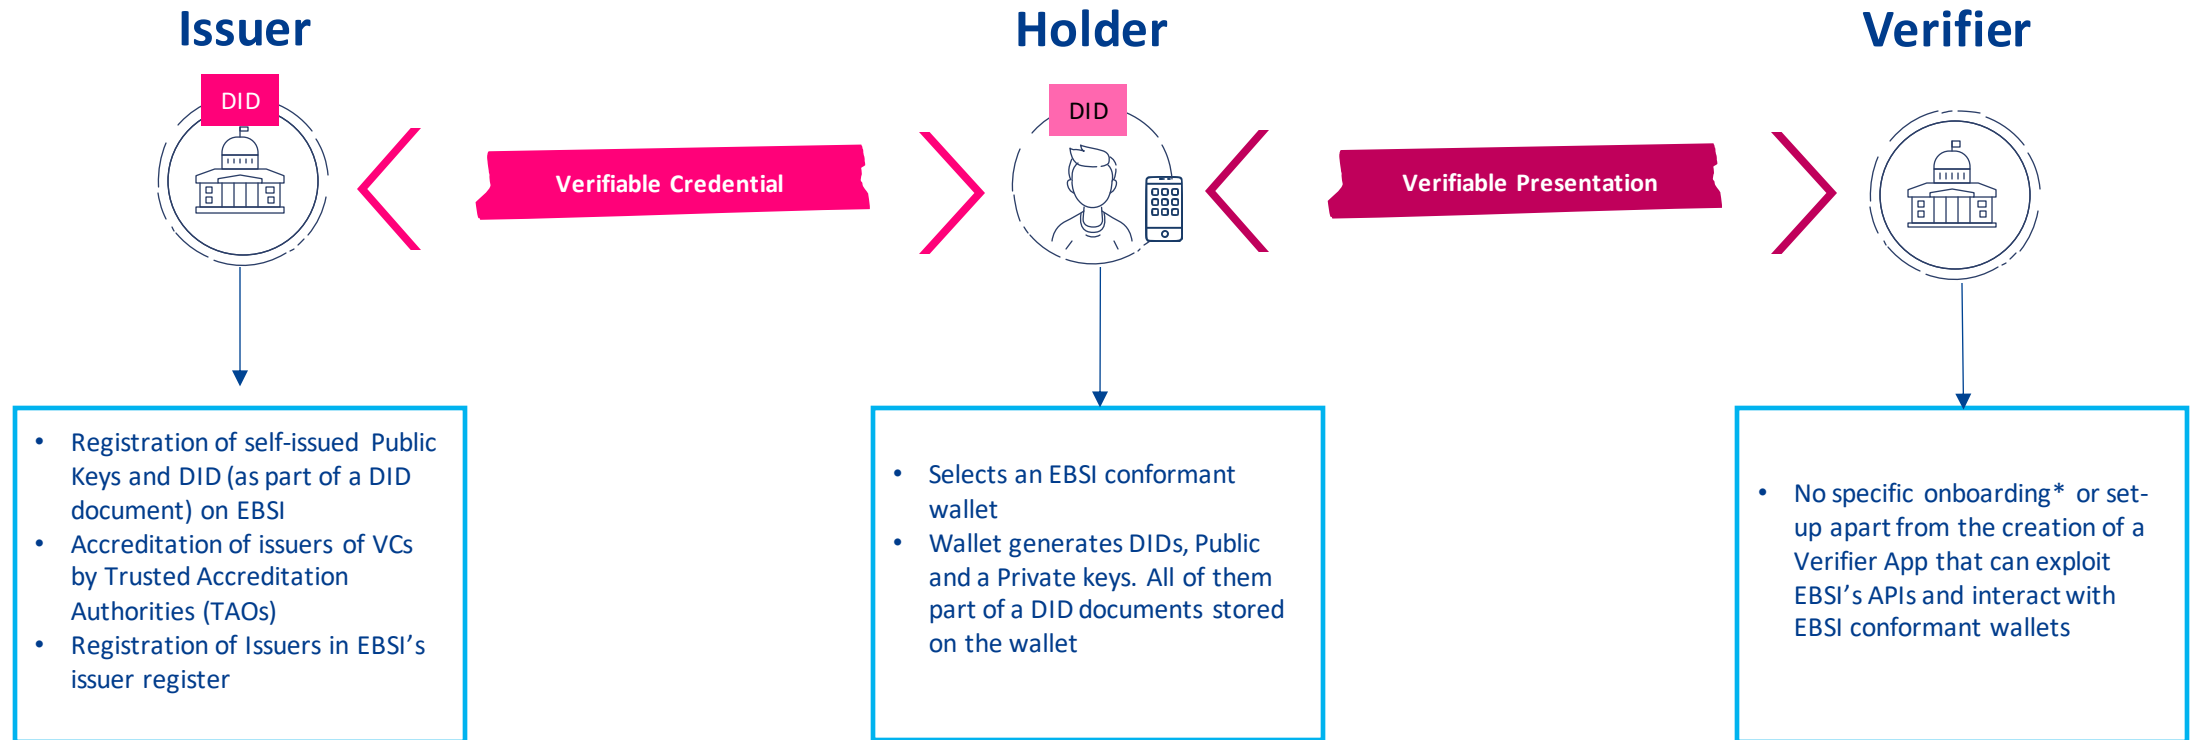 Issuer
Holder
Verifier
DID
DID
Verifiable Credential
Verifiable Presentation
• Registration of self-issued Public
Keys and DID (as part of a DID
document) on EBSI
• Accreditation of issuers of VCs
by Trusted Accreditation
Authorities (TAOs)
• Registration of Issuers in EBSI’s
issuer register
• Selects an EBSI conformant
wallet
• Wallet generates DIDs, Public
and a Private keys. All of them
part of a DID documents stored
on the wallet
• No specific onboarding* or set-
up apart from the creation of a
Verifier App that can exploit
EBSI’s APIs and interact with
EBSI conformant wallets